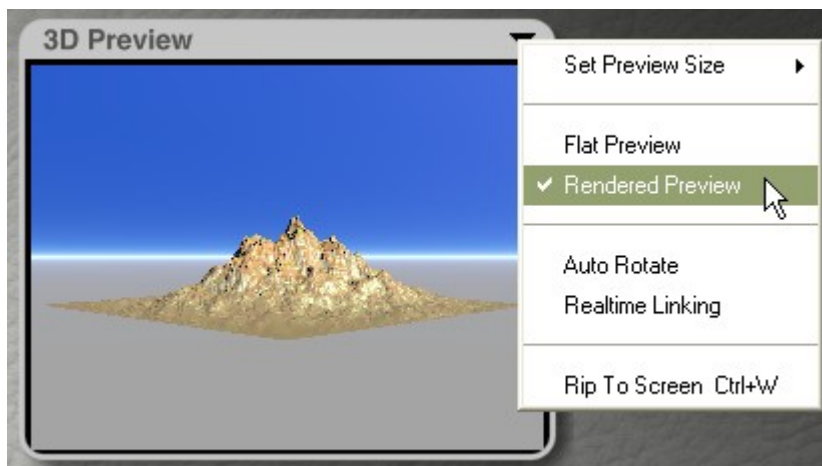 3D Preview
Set Preview Size
Flat Preview
Rendered Preview
Auto Rotate
Realtime Linking
Rip To Screen Ctrl+W